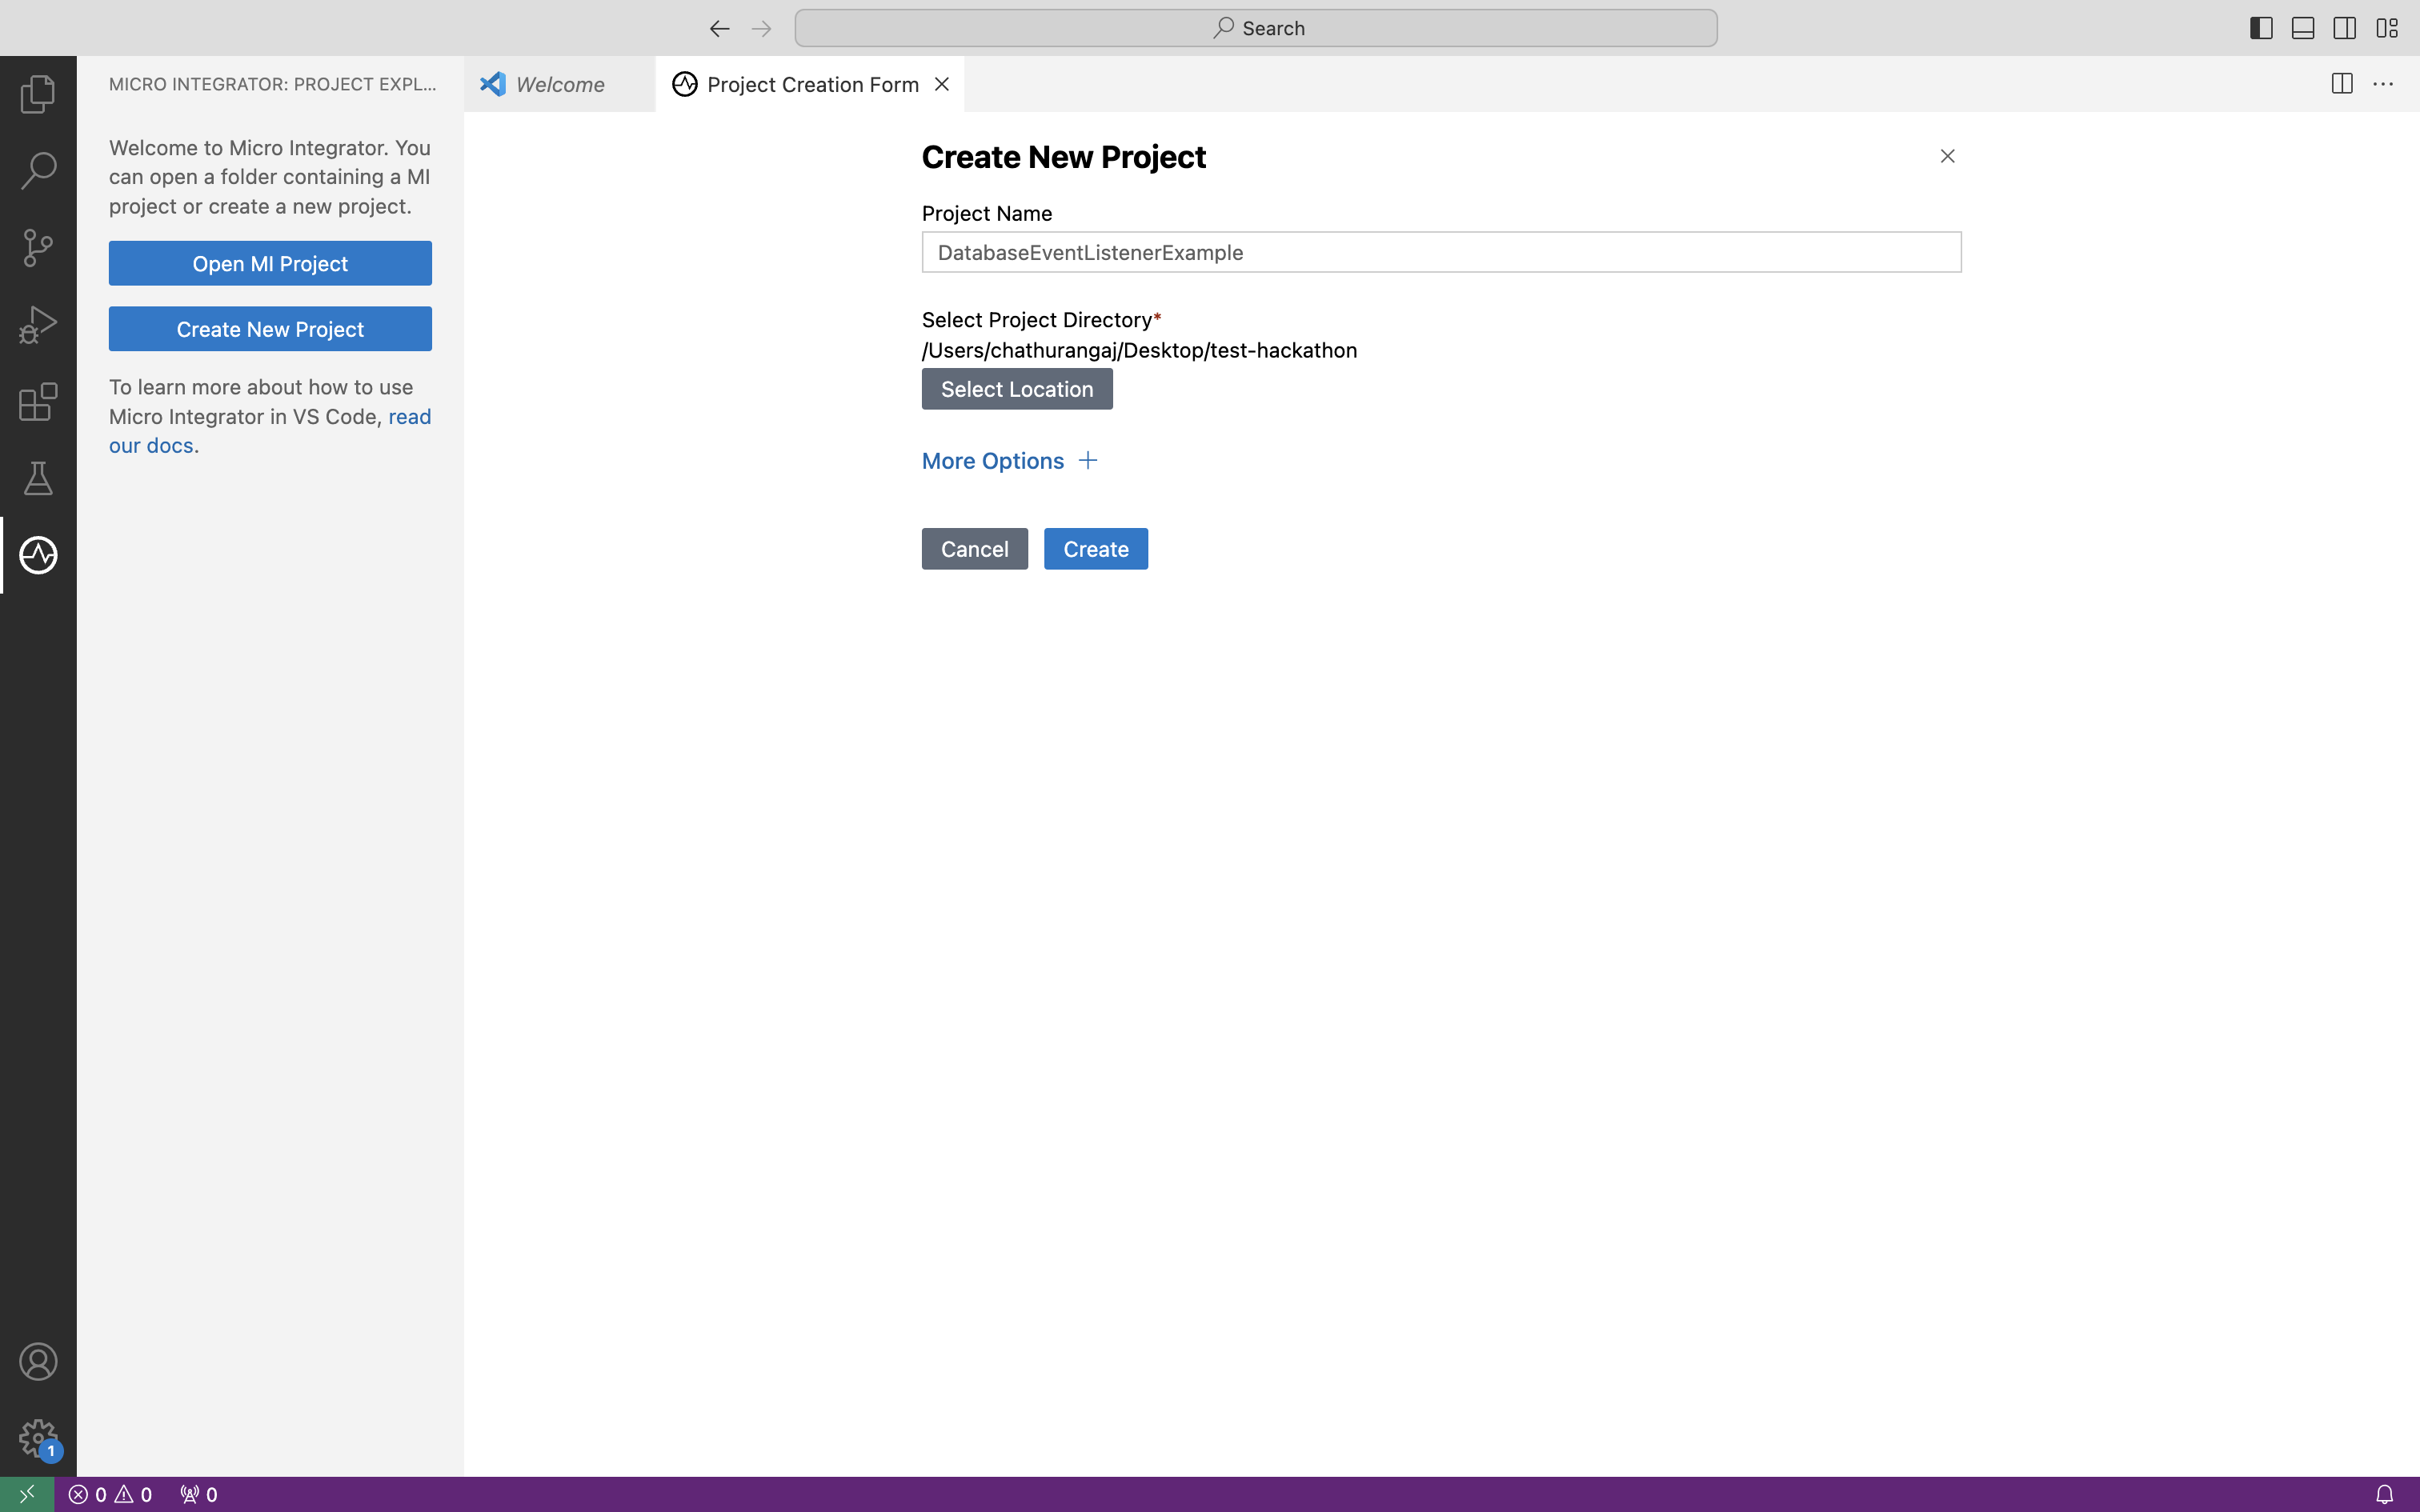 Search
MICRO INTEGRATOR: PROJECT EXPL...
Welcome to Micro Integrator. You
can open a folder containing a MI
project or create a new project.
Open MI Project
Create New Project
To learn more about how to use
Micro Integrator in VS Code, read
our docs.
Welcome
Project Creation Form
Create New Project
Project Name
DatabaseEventListenerExample
Select Project Directory*
/Users/chathurangaj/Desktop/test-hackathon
Select Location
More Options
Cancel
Create
1
0 0 0